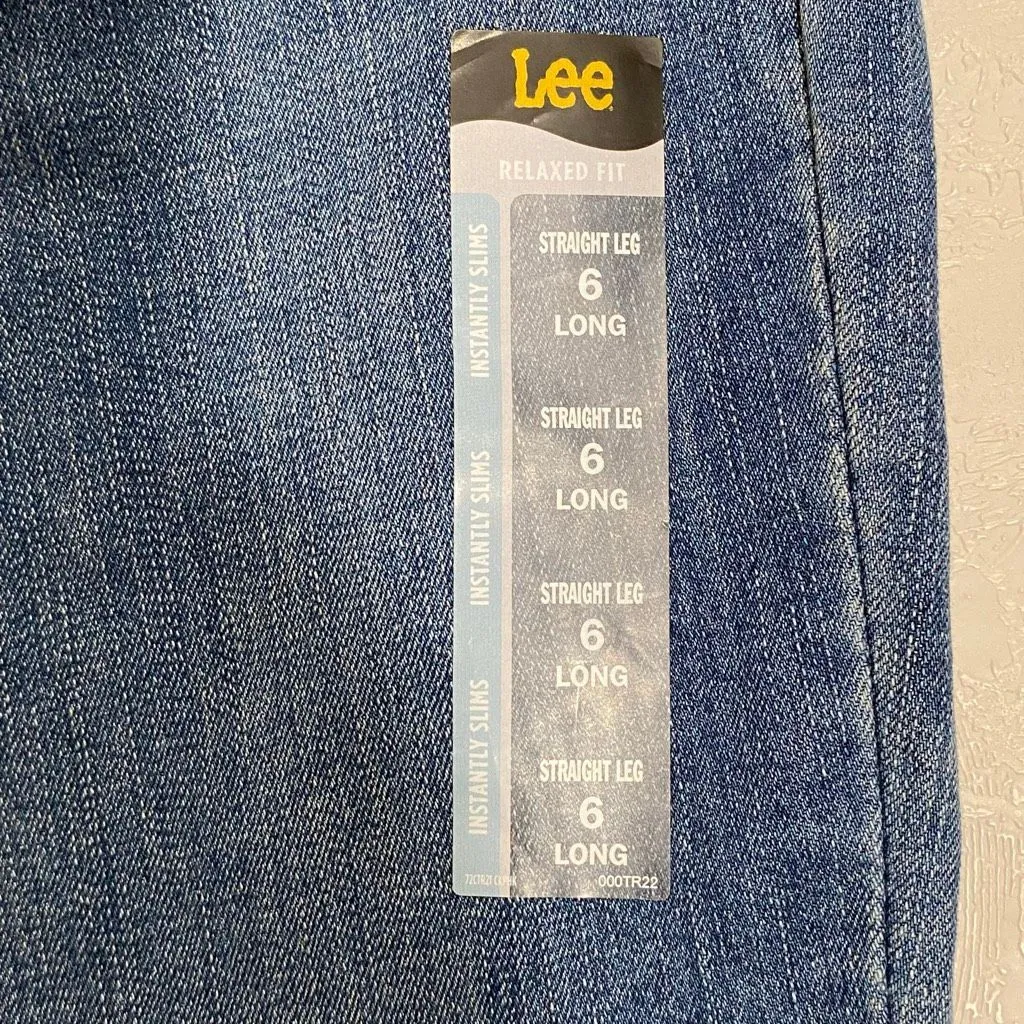 Lee
RELAXED FIT
INSTANTLY SLIMS
INSTANTLY SLIMS
INSTANTLY SLIMS
STRAIGHT LEG
6
LONG
STRAIGHT LEG
6
LONG
STRAIGHT LEG
6
LONG
STRAIGHT LEG
6
LONG
000TR22